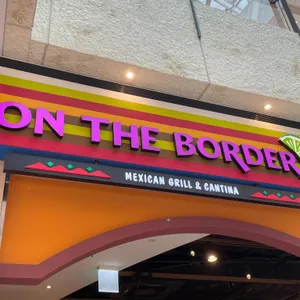 ON THE BORDER
MEXICAN GRILL & CANTINA